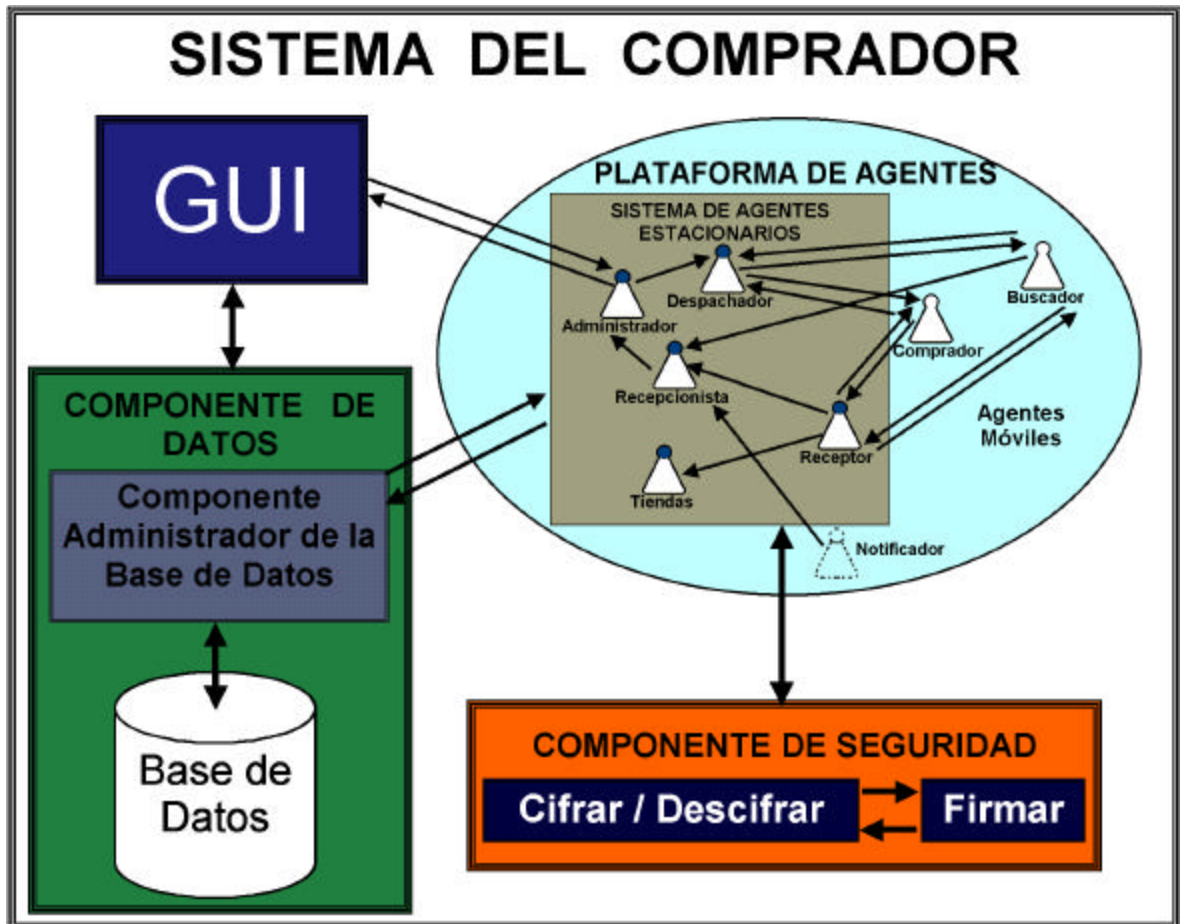 SISTEMA DEL COMPRADOR
GUI
PLATAFORMA DE AGENTES
SISTEMA DE AGENTES
ESTACIONARIOS
Despachador
Buscador
Administrador
Comprador
Recepcionista
Agentes
Móviles
Receptor
Tiendas
Notificador
COMPONENTE DE
DATOS
Componente
Administrador de la
Base de Datos
Base de
Datos
COMPONENTE DE SEGURIDAD
Cifrar / Descifrar
Firmar